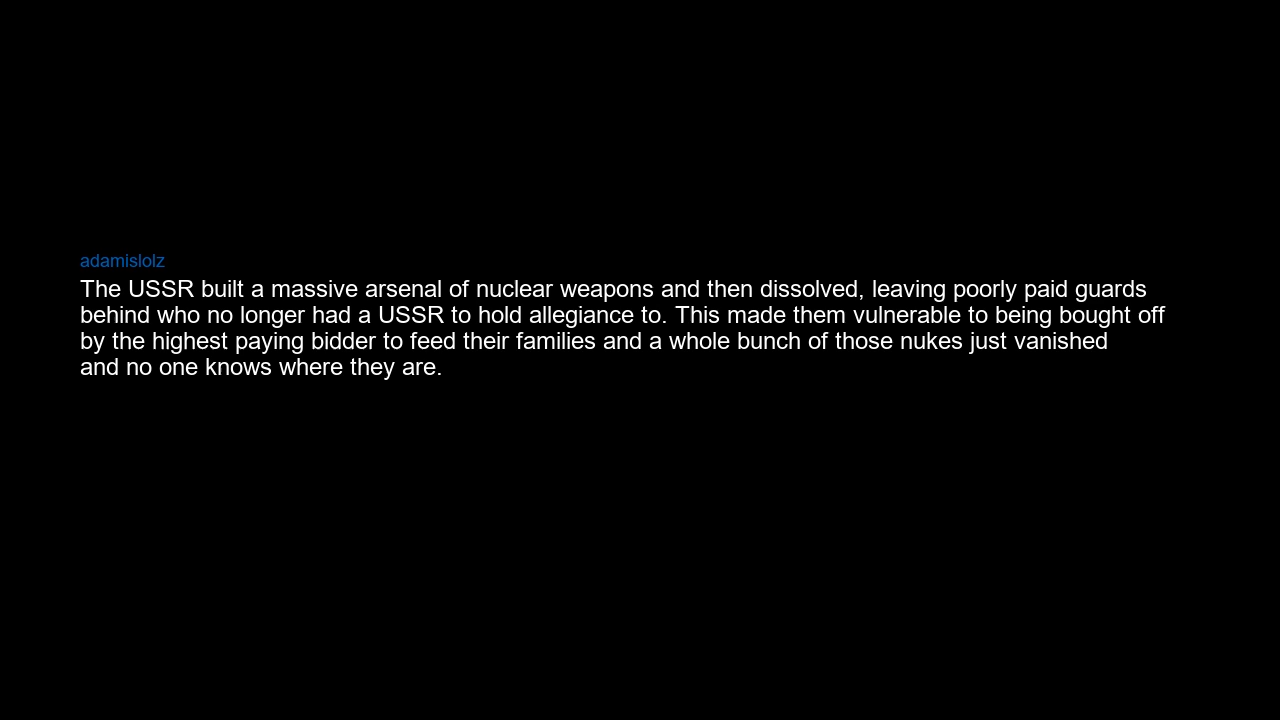 adamislolz
The USSR built a massive arsenal of nuclear weapons and then dissolved, leaving poorly paid guards
behind who no longer had a USSR to hold allegiance to. This made them vulnerable to being bought off
by the highest paying bidder to feed their families and a whole bunch of those nukes just vanished
and no one knows where they are.